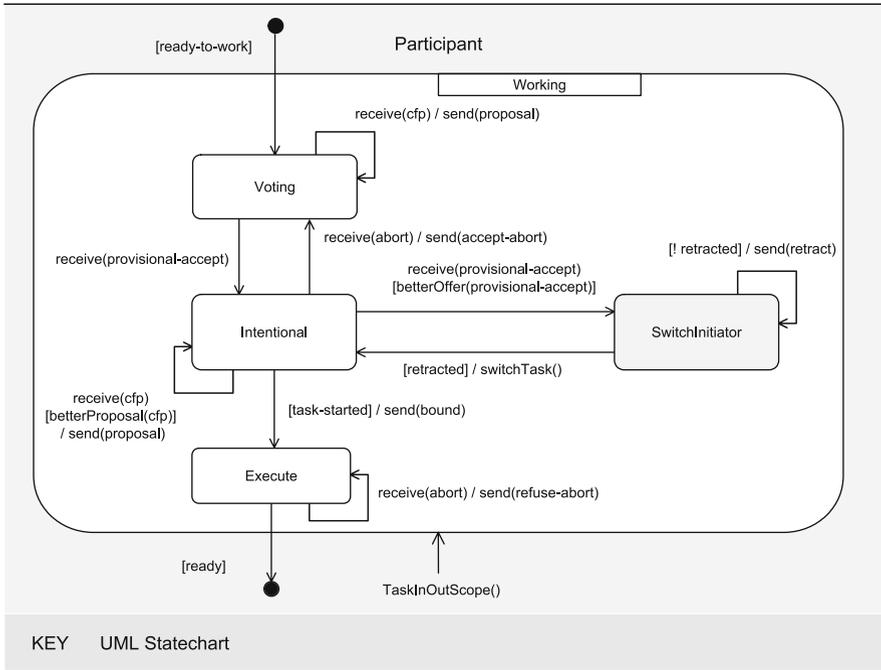 [ready-to-work]
Participant
Working
receive(cfp) / send(proposal)
Voting
receive(abort) / send(accept-abort)
receive(provisional-accept)
[! retracted] / send(retract)
receive(provisional-accept)
[betterOffer(provisional-accept)]
Intentional
SwitchInitiator
[retracted] / switchTask()
receive(cfp)
[betterProposal(cfp)]
/ send(proposal)
[task-started] / send(bound)
Execute
receive(abort) / send(refuse-abort)
[ready]
TaskInOutScope()
KEY UML Statechart